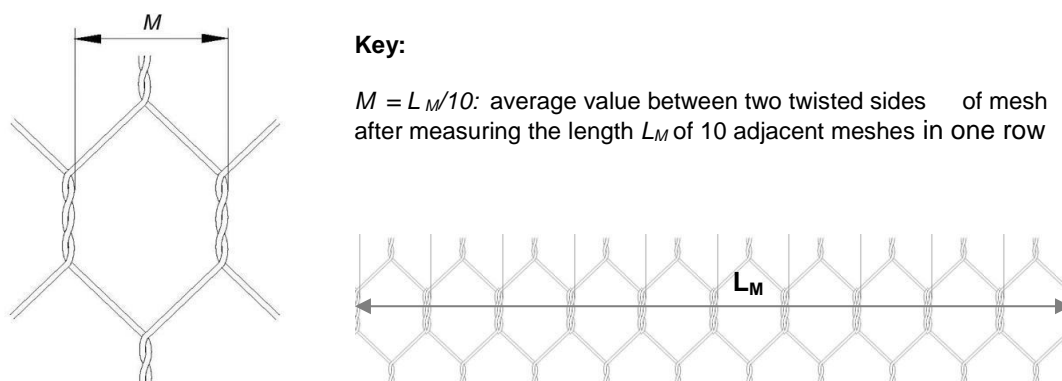 M
Key:
M = L M/10: average value between two twisted sides of mesh
after measuring the length LM of 10 adjacent meshes in one row
LM